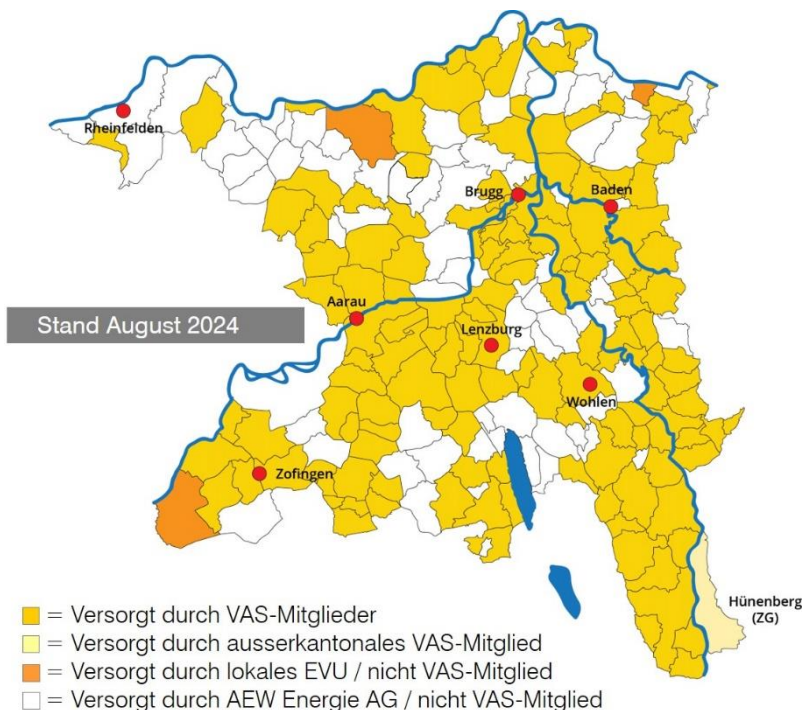 Rheinfelden
Brugg
Baden
Aarau
Stand August 2024
Lenzburg
Wohlen
Zofingen
Hünenberg
(ZG)
= Versorgt durch VAS-Mitglieder
= Versorgt durch ausserkantonales VAS-Mitglied
= Versorgt durch lokales EVU / nicht VAS-Mitglied
= Versorgt durch AEW Energie AG / nicht VAS-Mitglied